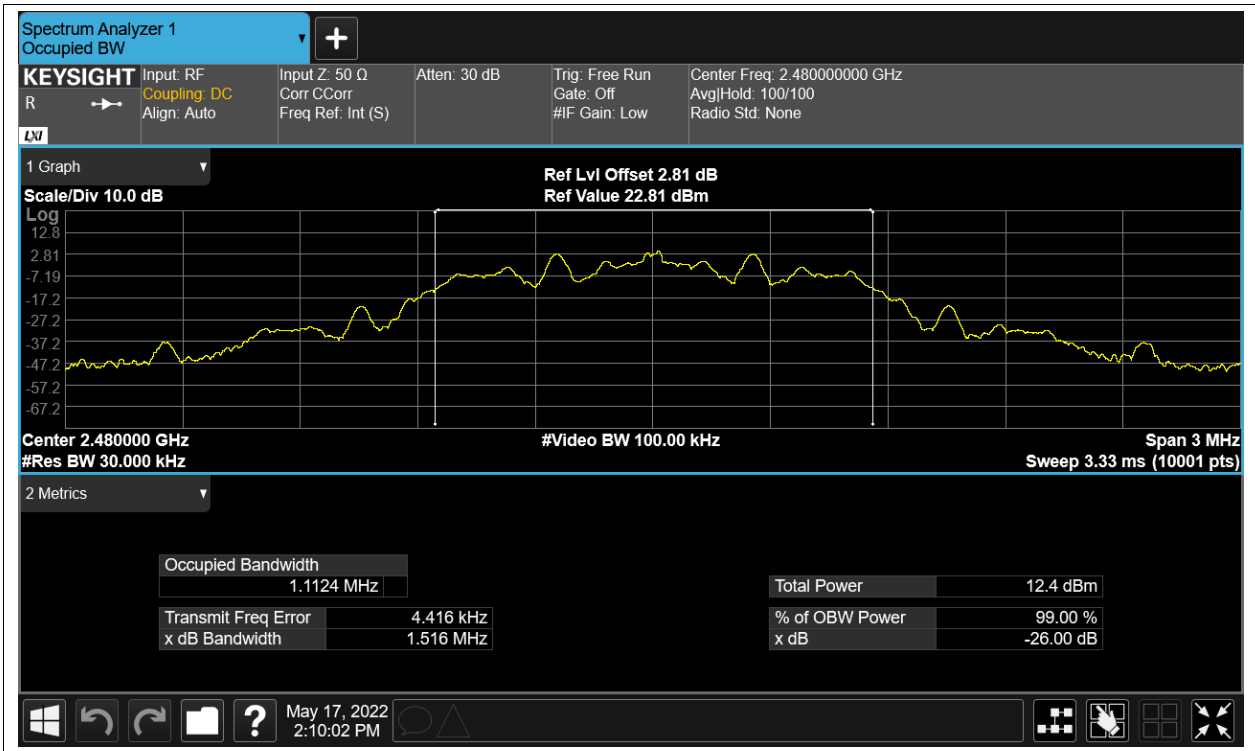 Spectrum Analyzer 1
Occupied BW
KEYSIGHT
R
LXI
Input: RF
Coupling: DC
Align: Auto
Input Z: 50 Ω
Corr CCorr
Freq Ref: Int (S)
Atten: 30 dB
Trig: Free Run
Gate: Off
#IF Gain: Low
Center Freq: 2.480000000 GHz
Avg|Hold: 100/100
Radio Std: None
1 Graph
Scale/Div 10.0 dB
Ref Lvl Offset 2.81 dB
Ref Value 22.81 dBm
Log
12.8
2.81
-7.19
-17.2
-27.2
-37.2
-47.2
-57.2
-67.2
Center 2.480000 GHz
#Res BW 30.000 kHz
#Video BW 100.00 kHz
Span 3 MHz
Sweep 3.33 ms (10001 pts)
2 Metrics
Occupied Bandwidth
1.1124 MHz
Transmit Freq Error 4.416 kHz
x dB Bandwidth 1.516 MHz
Total Power 12.4 dBm
% of OBW Power 99.00 %
x dB -26.00 dB
?
May 17, 2022
2:10:02 PM